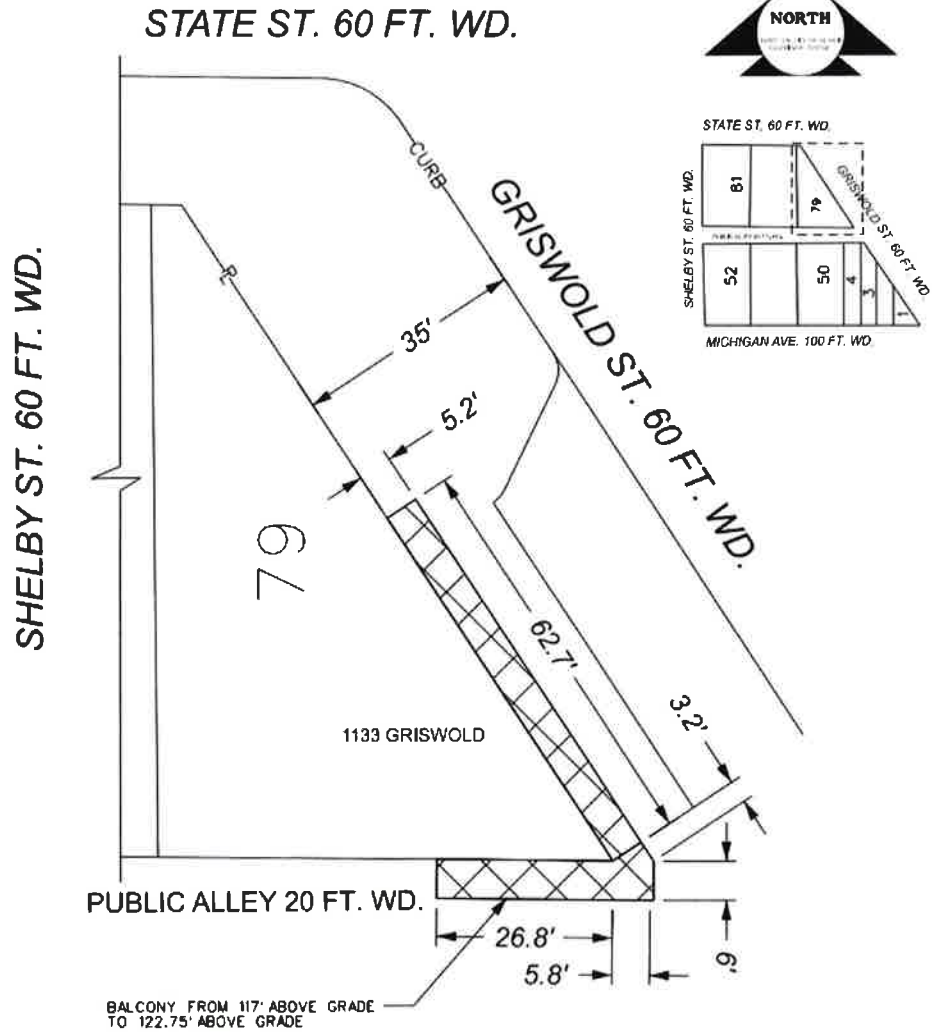 STATE ST. 60 FT. WD.
NORTH
STATE ST. 60 FT. WD.
SHELBY ST. 60 FT. WD.
81
79
GRISWOLD ST. 60 FT. WD.
52
50
4
3
1
MICHIGAN AVE. 100 FT. WD.
CURB
GRISWOLD ST. 60 FT. WD.
SHELBY ST. 60 FT. WD.
35'
5.2'
79
62.7'
3.2'
1133 GRISWOLD
PUBLIC ALLEY 20 FT. WD.
26.8'
5.8'
6'
BALCONY FROM 117' ABOVE GRADE
TO 122.75' ABOVE GRADE